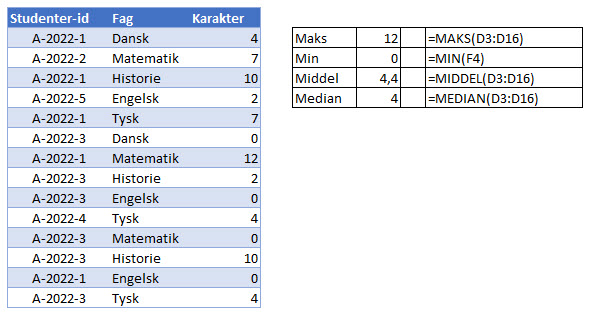 Studenter-id Fag Karakter
A-2022-1 Dansk 4
A-2022-2 Matematik 7
A-2022-1 Historie 10
A-2022-5 Engelsk 2
A-2022-1 Tysk 7
A-2022-3 Dansk 0
A-2022-1 Matematik 12
A-2022-3 Historie 2
A-2022-3 Engelsk 0
A-2022-4 Tysk 4
A-2022-3 Matematik 0
A-2022-3 Historie 10
A-2022-1 Engelsk 0
A-2022-3 Tysk 4
Maks 12 =MAKS(D3:D16)
Min 0 =MIN(F4)
Middel 4,4 =MIDDEL(D3:D16)
Median 4 =MEDIAN(D3:D16)